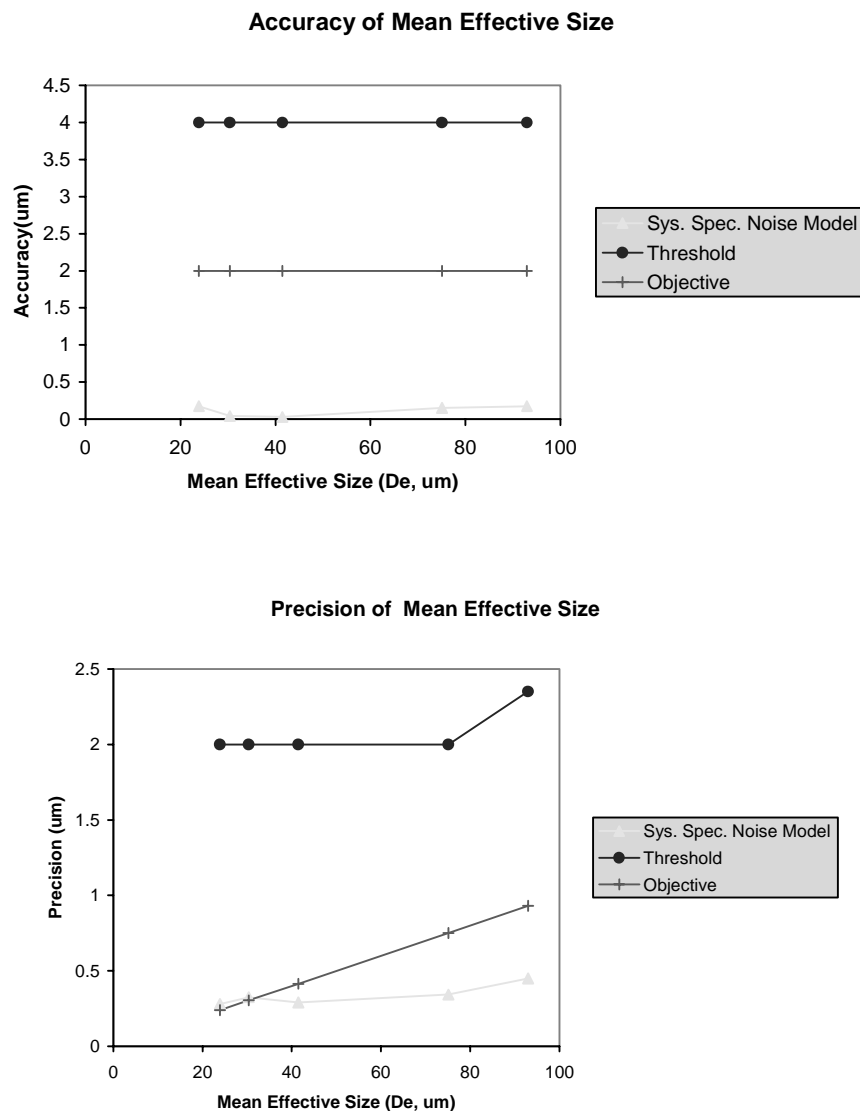 Accuracy of Mean Effective Size
4.5
4
3.5
3
2.5
2
1.5
1
0.5
0
0 20 40 60 80 100
Accuracy(um)
Mean Effective Size (De, um)
Sys. Spec. Noise Model
Threshold
Objective
Precision of Mean Effective Size
2.5
2
1.5
1
0.5
0
0 20 40 60 80 100
Precision (um)
Mean Effective Size (De, um)
Sys. Spec. Noise Model
Threshold
Objective